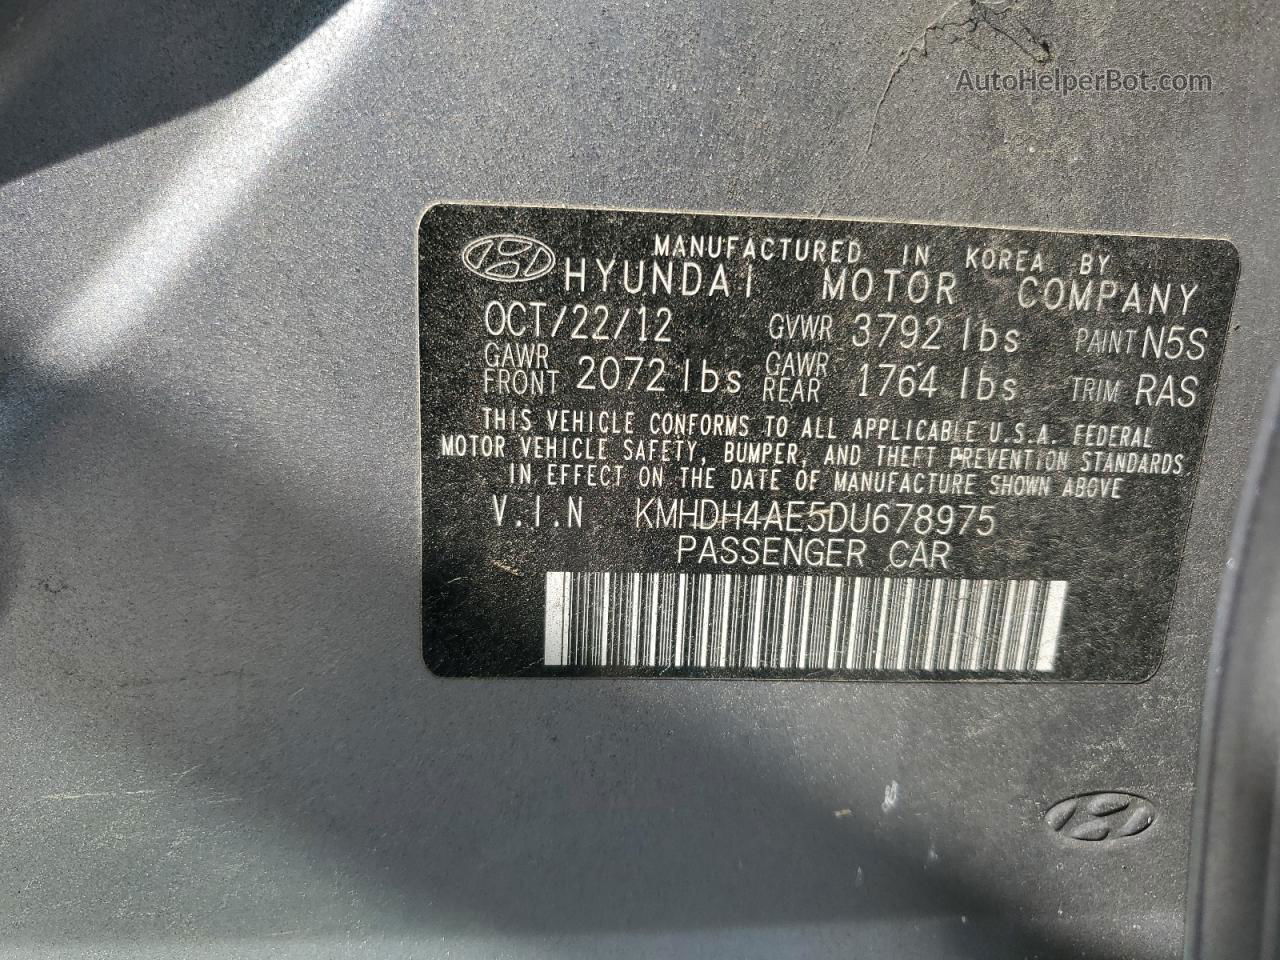 AutoHelperBot.com
MANUFACTURED IN KOREA BY
HYUNDAI MOTOR COMPANY
OCT/22/12 GVWR 3792 lbs PAINT N5S
GAWR FRONT 2072 lbs GAWR REAR 1764 lbs TRIM RAS
THIS VEHICLE CONFORMS TO ALL APPLICABLE U.S.A. FEDERAL
MOTOR VEHICLE SAFETY, BUMPER, AND THEFT PREVENTION STANDARDS
IN EFFECT ON THE DATE OF MANUFACTURE SHOWN ABOVE
V.I.N KMHDH4AE5DU678975
PASSENGER CAR